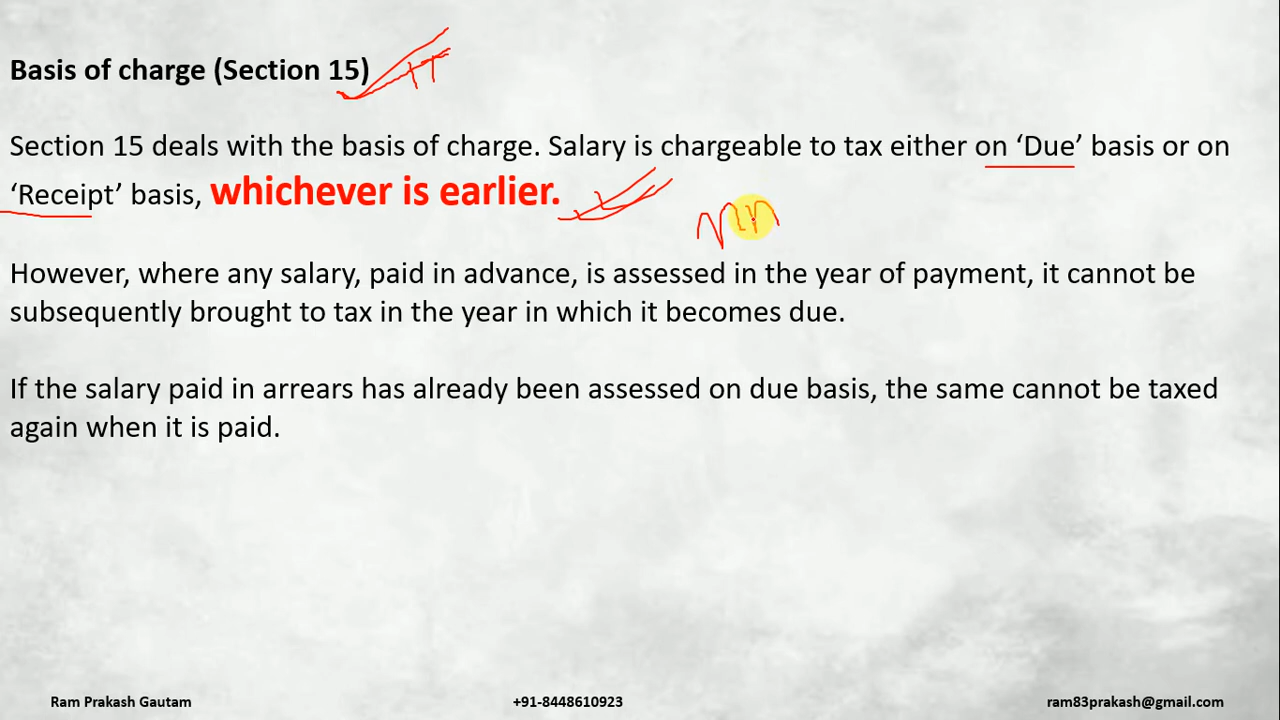 Basis of charge (Section 15)
Section 15 deals with the basis of charge. Salary is chargeable to tax either on ‘Due’ basis or on
‘Receipt’ basis, whichever is earlier.
However, where any salary, paid in advance, is assessed in the year of payment, it cannot be
subsequently brought to tax in the year in which it becomes due.
If the salary paid in arrears has already been assessed on due basis, the same cannot be taxed
again when it is paid.
Ram Prakash Gautam +91-8448610923 ram83prakash@gmail.com